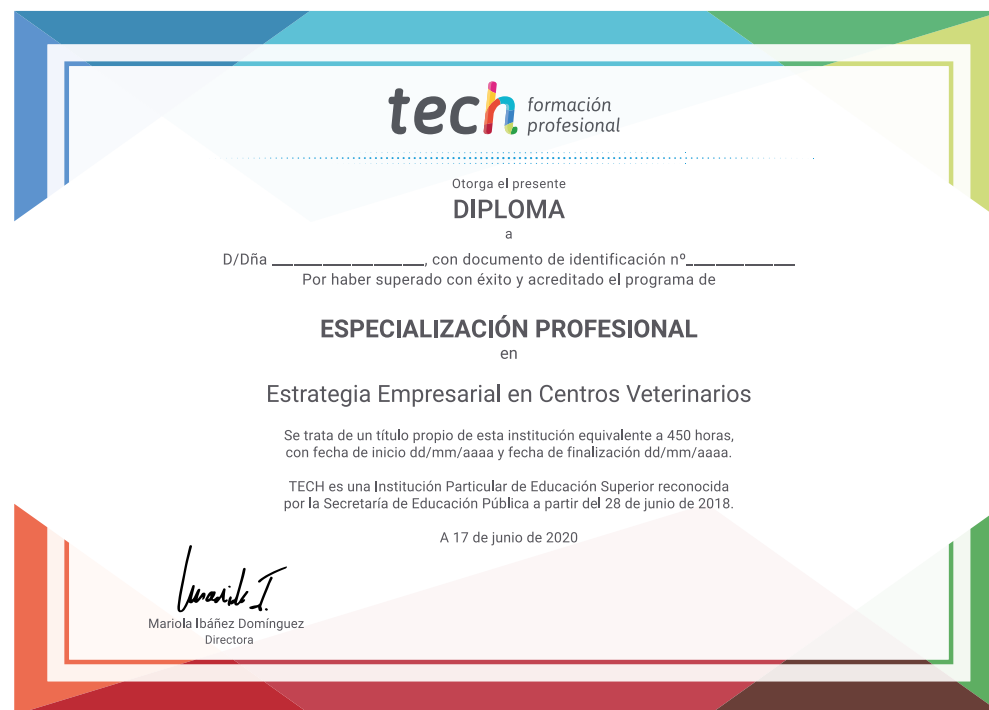 tech formación
profesional
Otorga el presente
DIPLOMA
a
D/Dña ____________________, con documento de identificación nº______________
Por haber superado con éxito y acreditado el programa de
ESPECIALIZACIÓN PROFESIONAL
en
Estrategia Empresarial en Centros Veterinarios
Se trata de un título propio de esta institución equivalente a 450 horas,
con fecha de inicio dd/mm/aaaa y fecha de finalización dd/mm/aaaa.
TECH es una Institución Particular de Educación Superior reconocida
por la Secretaría de Educación Pública a partir del 28 de junio de 2018.
A 17 de junio de 2020
Mariola Ibáñez Domínguez
Directora